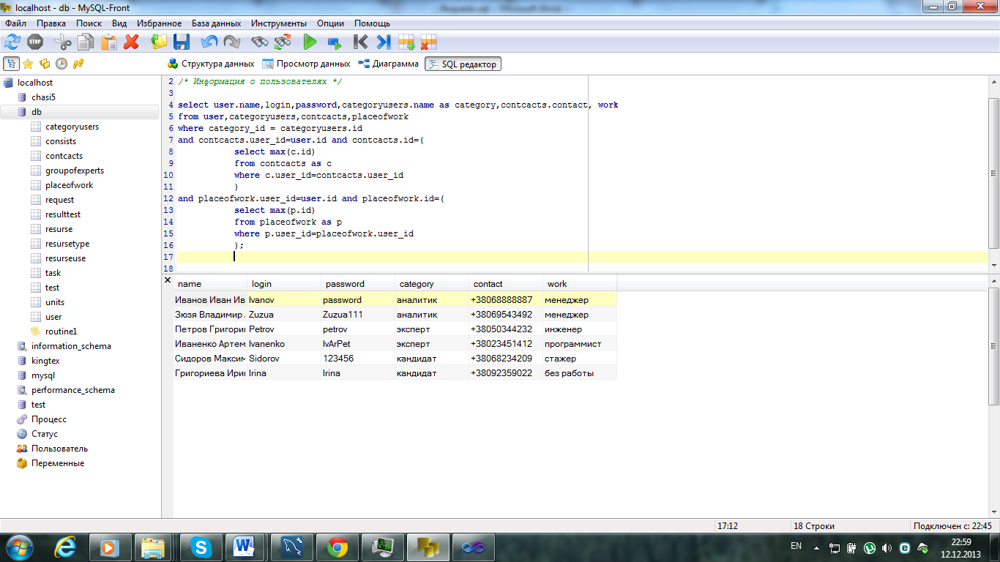 localhost - db - MySQL-Front
Файл Правка Поиск Вид Избранное База данных Инструменты Опции Помощь
STOP
Структура данных Просмотр данных Диаграмма SQL редактор
localhost
chasi5
db
categoryusers
consists
contcacts
groupofexperts
placeofwork
request
resulttest
resurse
resursetype
resurseuse
task
test
units
user
routine1
information_schema
kingtex
mysql
performance_schema
test
Процесс
Статус
Пользователь
Переменные
2 /* Информация о пользователях */
3
4 select user.name,login,password,categoryusers.name as category,contcacts.contact, work
5 from user,categoryusers,contcacts,placeofwork
6 where category_id = categoryusers.id
7 and contcacts.user_id=user.id and contcacts.id=(
8 select max(c.id)
9 from contcacts as c
10 where c.user_id=contcacts.user_id
11 )
12 and placeofwork.user_id=user.id and placeofwork.id=(
13 select max(p.id)
14 from placeofwork as p
15 where p.user_id=placeofwork.user_id
16 );
17
18
name login password category contact work
Иванов Иван Ив Ivanov password аналитик +38068888887 менеджер
Зюзя Владимир Zuzua Zuzua111 аналитик +38069543492 менеджер
Петров Григори Petrov petrov эксперт +38050344232 инженер
Иваненко Артем Ivanenko IvArPet эксперт +38023451412 программист
Сидоров Максим Sidorov 123456 кандидат +38068234209 стажер
Григориева Ири Irina Irina кандидат +38092359022 без работы
17:12 18 Строки Подключен с: 22:45
EN
22:59
12.12.2013